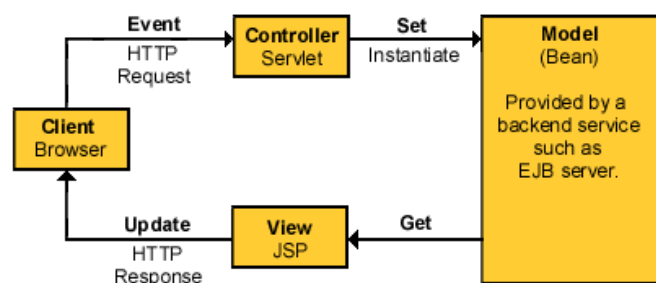 Event
HTTP
Request
Controller
Servlet
Set
Instantiate
Model
(Bean)
Provided by a
backend service
such as
EJB server.
Client
Browser
Update
HTTP
Response
View
JSP
Get